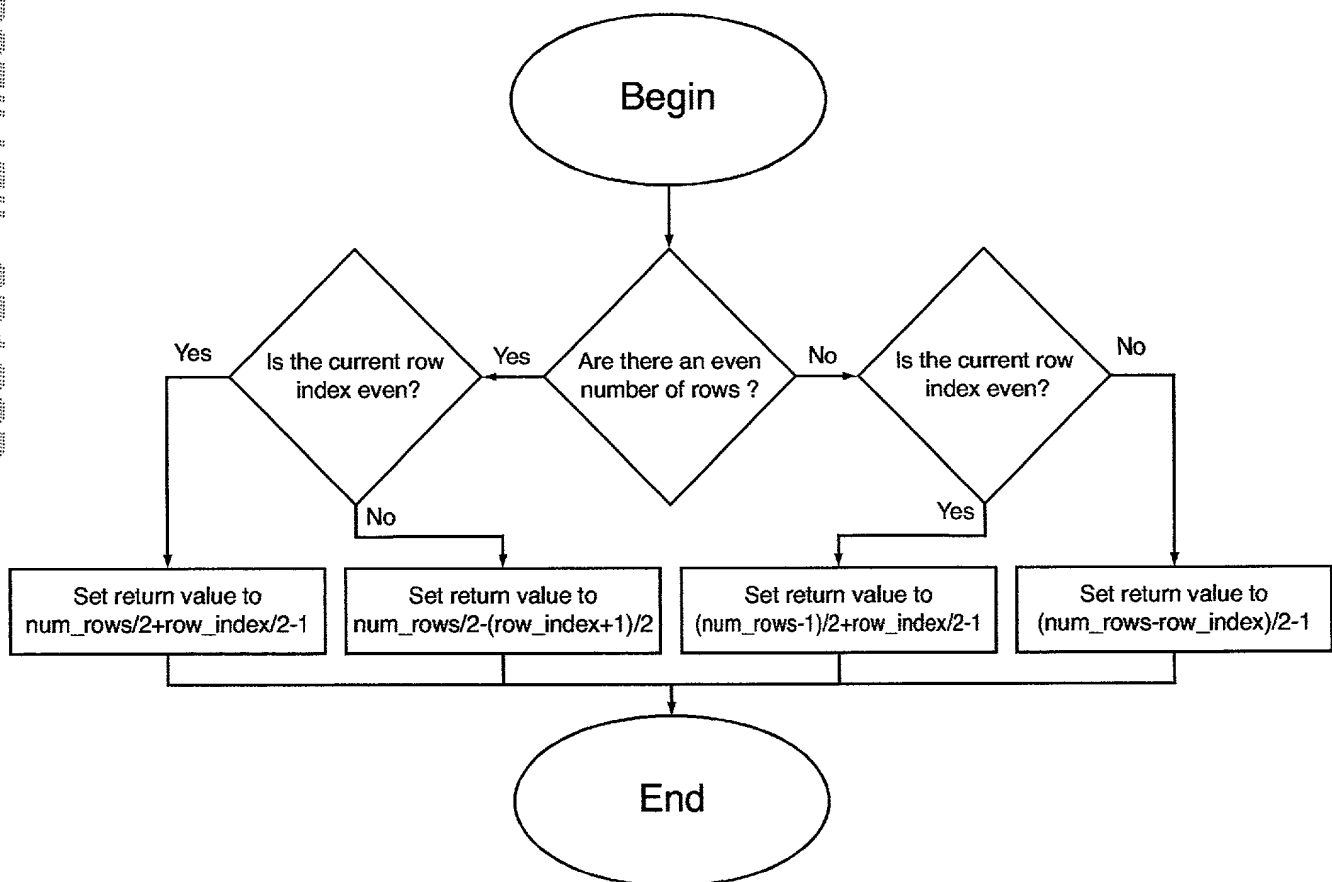 Begin
Yes
Is the current row
index even?
Yes
Are there an even
number of rows ?
No
Is the current row
index even?
No
No
Yes
Set return value to
num_rows/2+row_index/2-1
Set return value to
num_rows/2-(row_index+1)/2
Set return value to
(num_rows-1)/2+row_index/2-1
Set return value to
(num_rows-row_index)/2-1
End